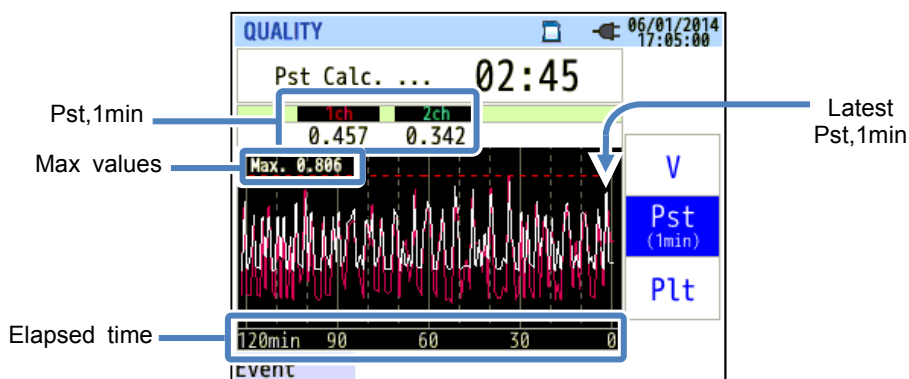 QUALITY
06/01/2014
17:05:00
Pst Calc. ... 02:45
Pst,1min
1ch 2ch
0.457 0.342
Latest
Pst,1min
Max values
Max. 0.806
V
Pst
(1min)
Plt
Elapsed time
120min 90 60 30 0
Event